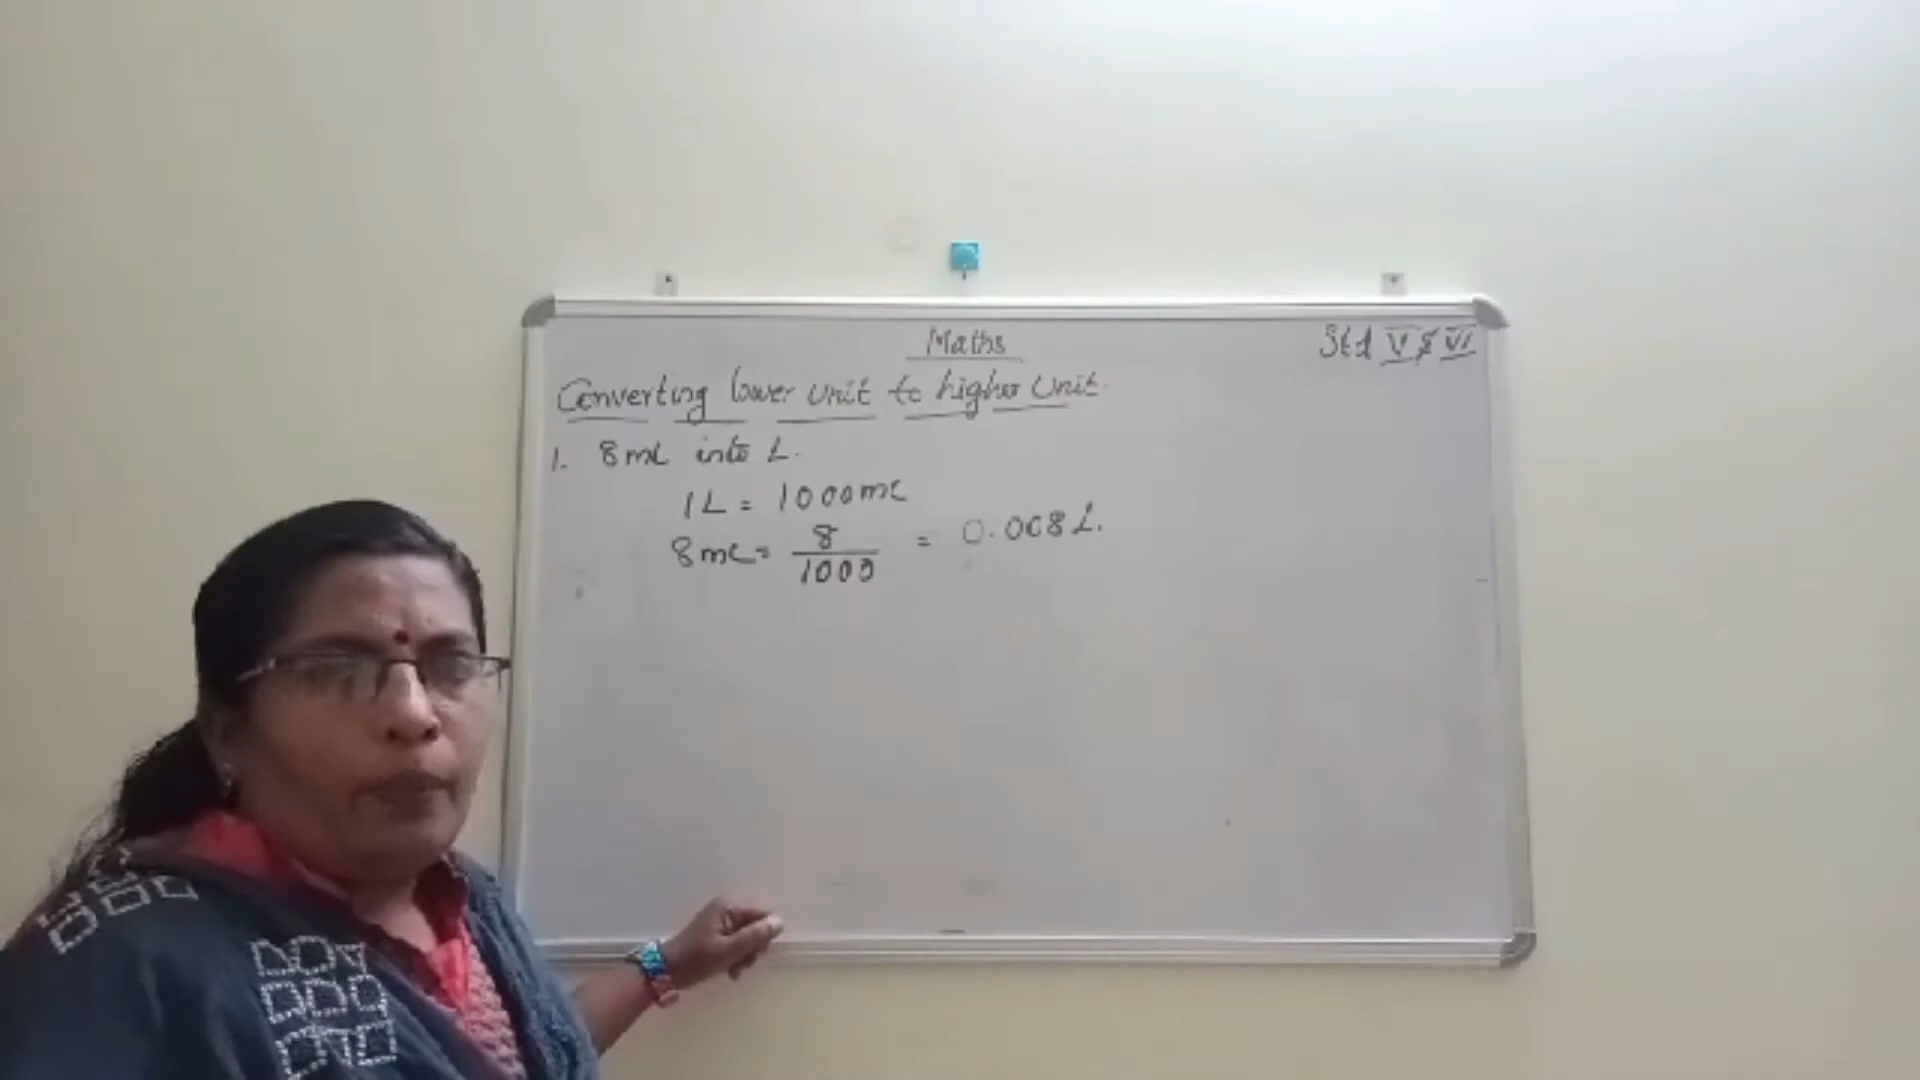 Maths
Std V & VI
Converting lower unit to higher unit.
1. 8ml into L.
1L = 1000ml
8ml = 8/1000 = 0.008L.